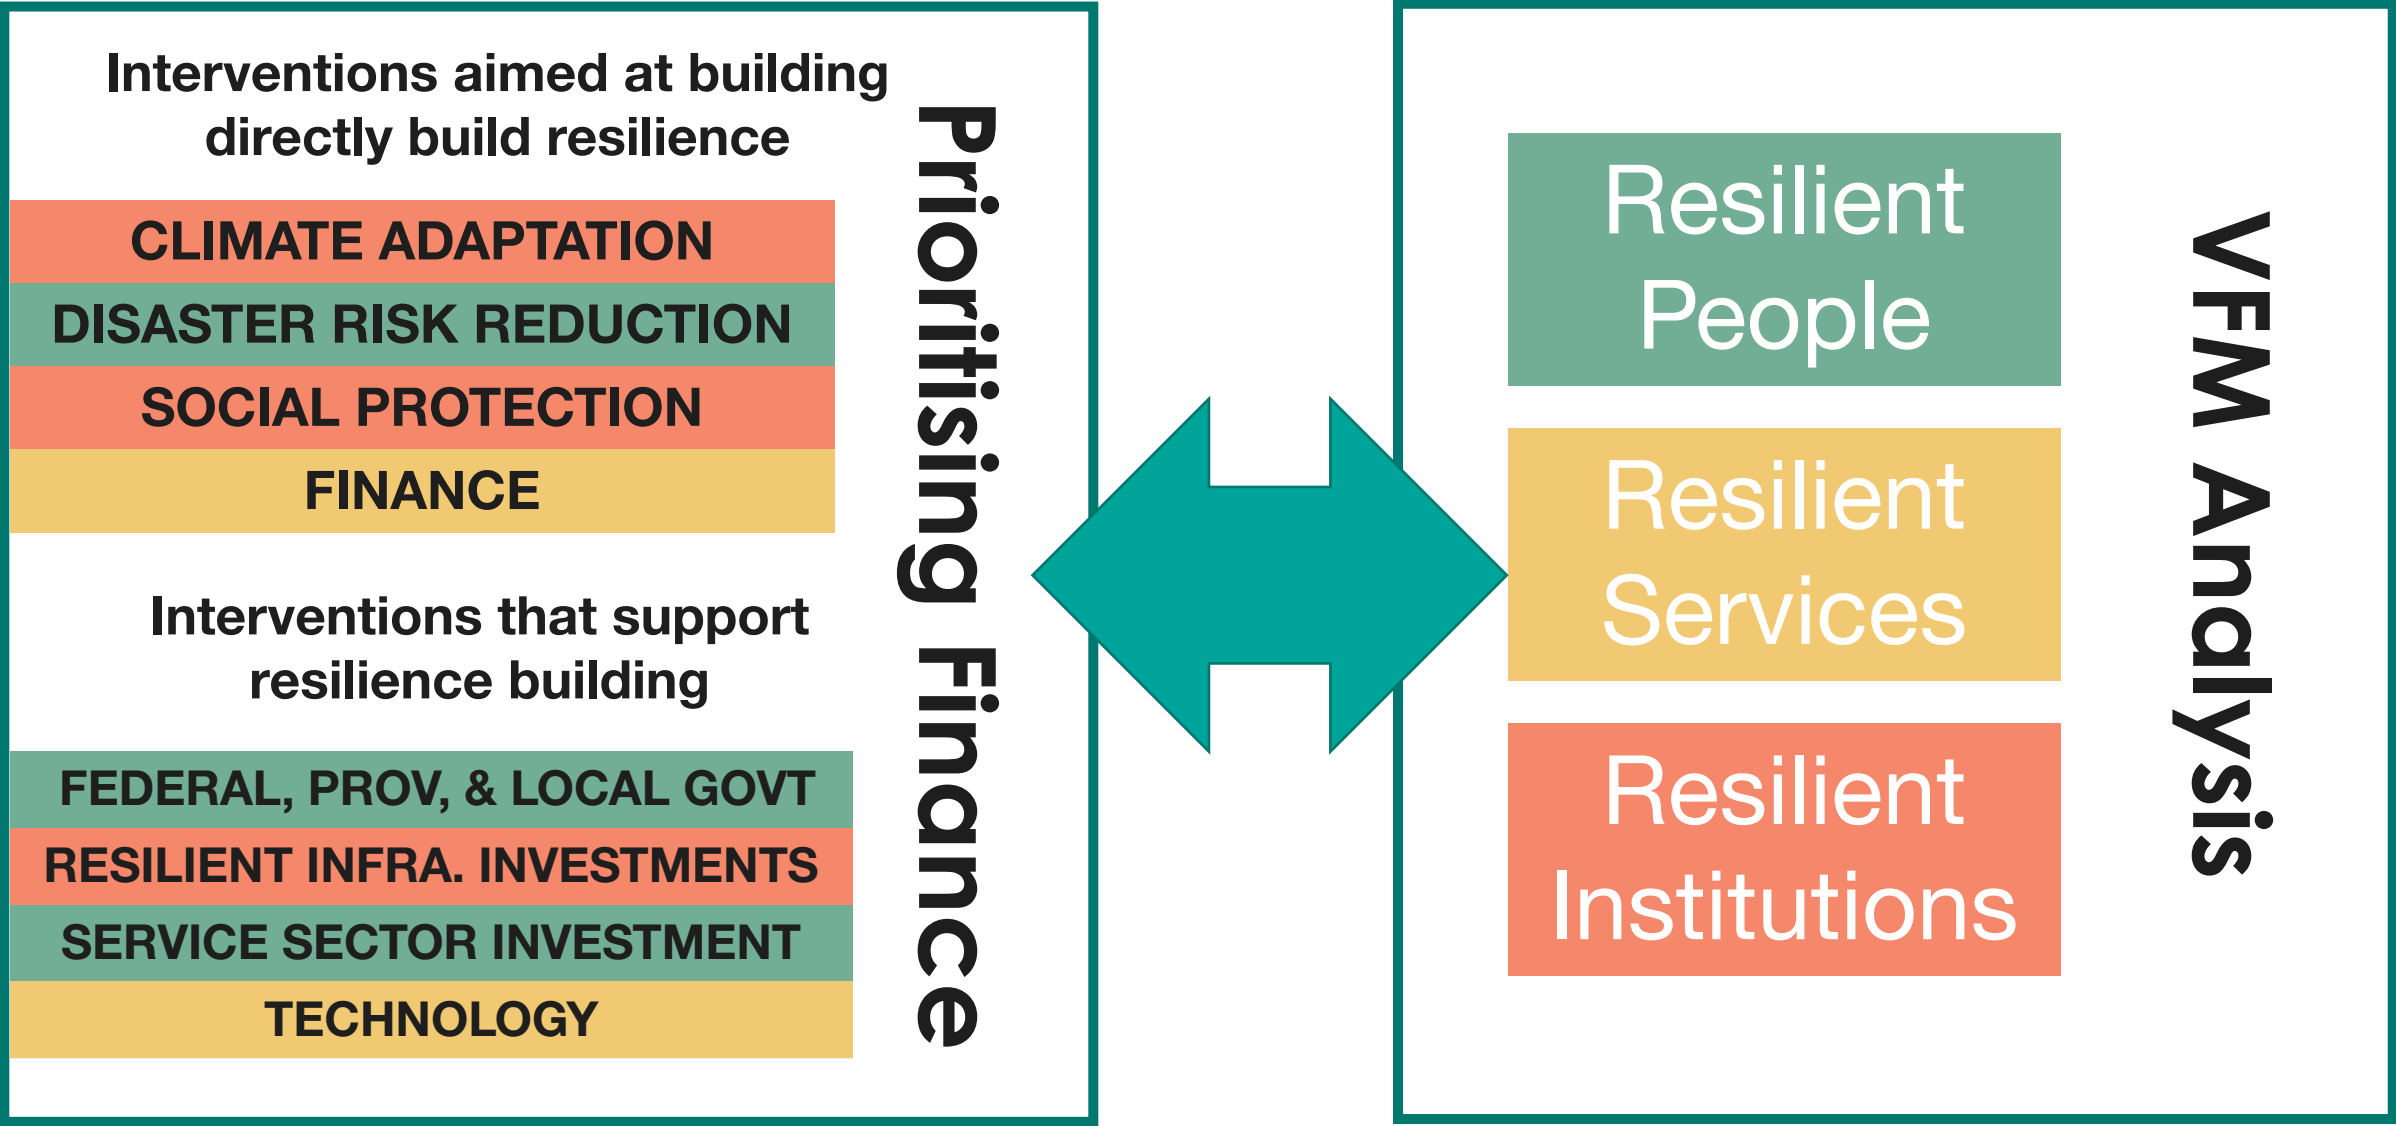 Interventions aimed at building
directly build resilience
CLIMATE ADAPTATION
DISASTER RISK REDUCTION
SOCIAL PROTECTION
FINANCE
Interventions that support
resilience building
FEDERAL, PROV, & LOCAL GOVT
RESILIENT INFRA. INVESTMENTS
SERVICE SECTOR INVESTMENT
TECHNOLOGY
Prioritising Finance
Resilient
People
Resilient
Services
Resilient
Institutions
VFM Analysis